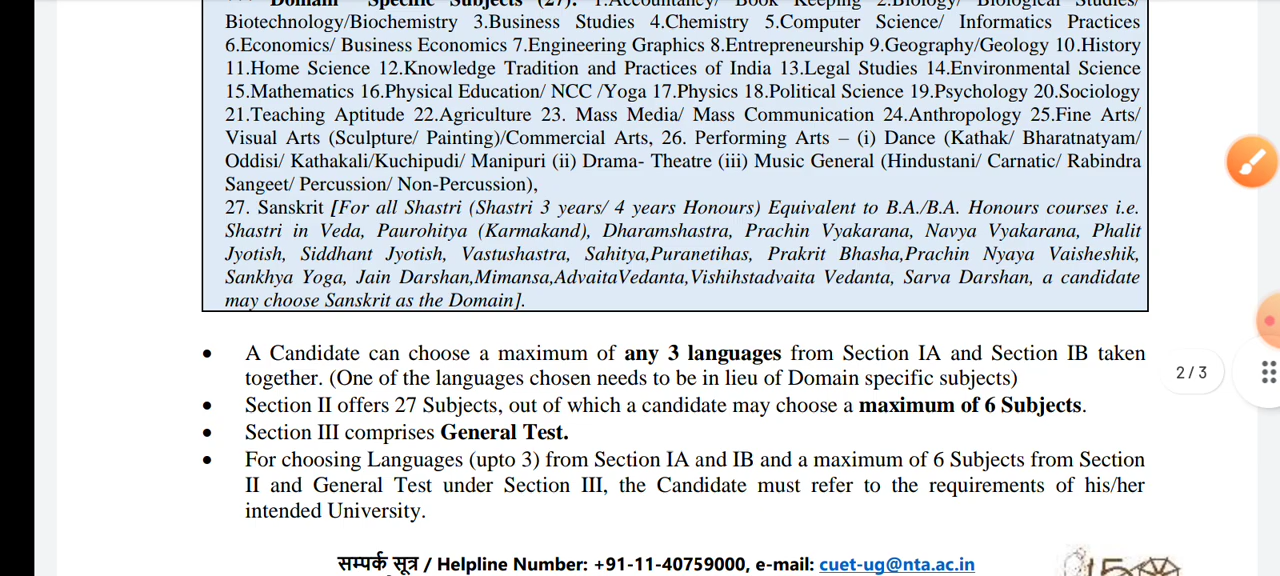 *** Domain Specific Subjects (27): 1.Accountancy/ Book Keeping 2.Biology/ Biological Studies/
Biotechnology/Biochemistry 3.Business Studies 4.Chemistry 5.Computer Science/ Informatics Practices
6.Economics/ Business Economics 7.Engineering Graphics 8.Entrepreneurship 9.Geography/Geology 10.History
11.Home Science 12.Knowledge Tradition and Practices of India 13.Legal Studies 14.Environmental Science
15.Mathematics 16.Physical Education/ NCC /Yoga 17.Physics 18.Political Science 19.Psychology 20.Sociology
21.Teaching Aptitude 22.Agriculture 23. Mass Media/ Mass Communication 24.Anthropology 25.Fine Arts/
Visual Arts (Sculpture/ Painting)/Commercial Arts, 26. Performing Arts – (i) Dance (Kathak/ Bharatnatyam/
Oddisi/ Kathakali/Kuchipudi/ Manipuri (ii) Drama- Theatre (iii) Music General (Hindustani/ Carnatic/ Rabindra
Sangeet/ Percussion/ Non-Percussion),
27. Sanskrit [For all Shastri (Shastri 3 years/ 4 years Honours) Equivalent to B.A./B.A. Honours courses i.e.
Shastri in Veda, Paurohitya (Karmakand), Dharamshastra, Prachin Vyakarana, Navya Vyakarana, Phalit
Jyotish, Siddhant Jyotish, Vastushastra, Sahitya,Puranetihas, Prakrit Bhasha,Prachin Nyaya Vaisheshik,
Sankhya Yoga, Jain Darshan,Mimansa,AdvaitaVedanta,Vishihstadvaita Vedanta, Sarva Darshan, a candidate
may choose Sanskrit as the Domain].
• A Candidate can choose a maximum of any 3 languages from Section IA and Section IB taken
together. (One of the languages chosen needs to be in lieu of Domain specific subjects)
• Section II offers 27 Subjects, out of which a candidate may choose a maximum of 6 Subjects.
• Section III comprises General Test.
• For choosing Languages (upto 3) from Section IA and IB and a maximum of 6 Subjects from Section
II and General Test under Section III, the Candidate must refer to the requirements of his/her
intended University.
2 / 3
सम्पर्क सूत्र / Helpline Number: +91-11-40759000, e-mail: cuet-ug@nta.ac.in